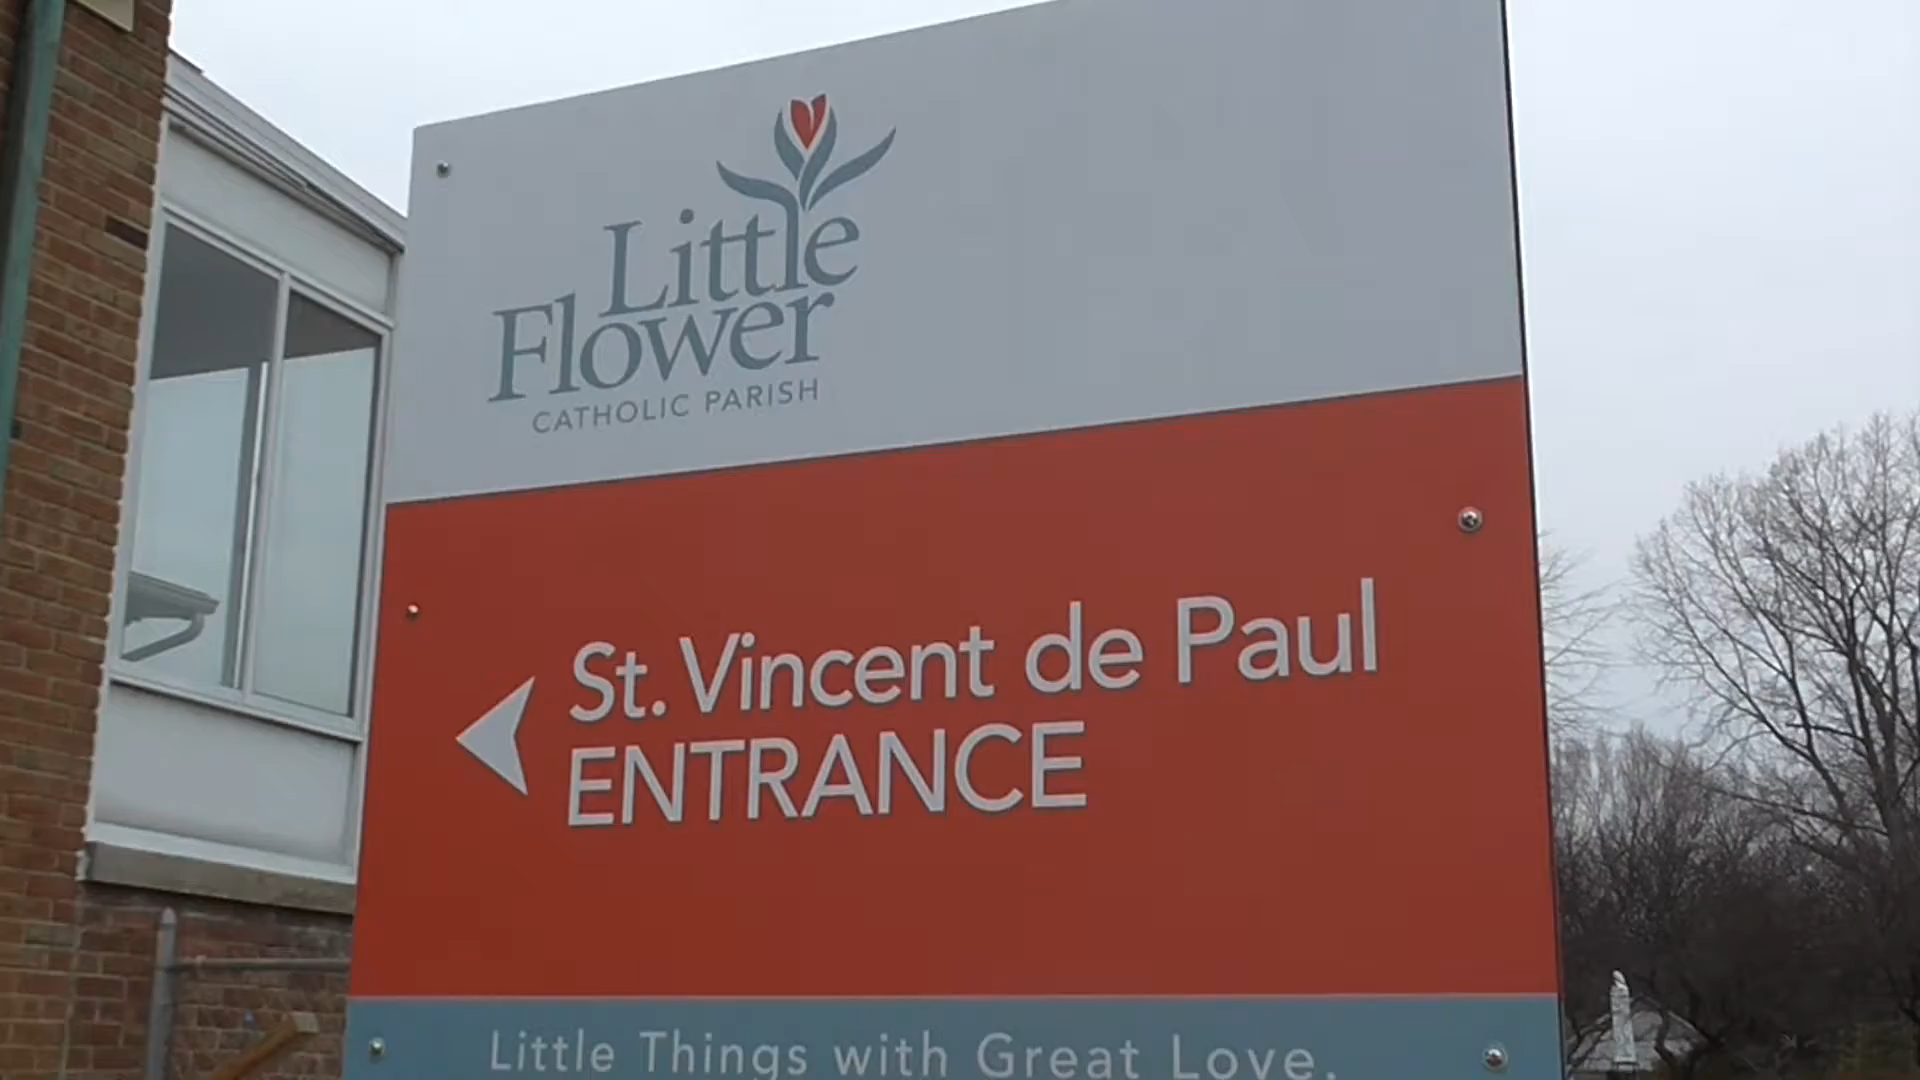 Little
Flower
CATHOLIC PARISH
St. Vincent de Paul
ENTRANCE
Little Things with Great Love.